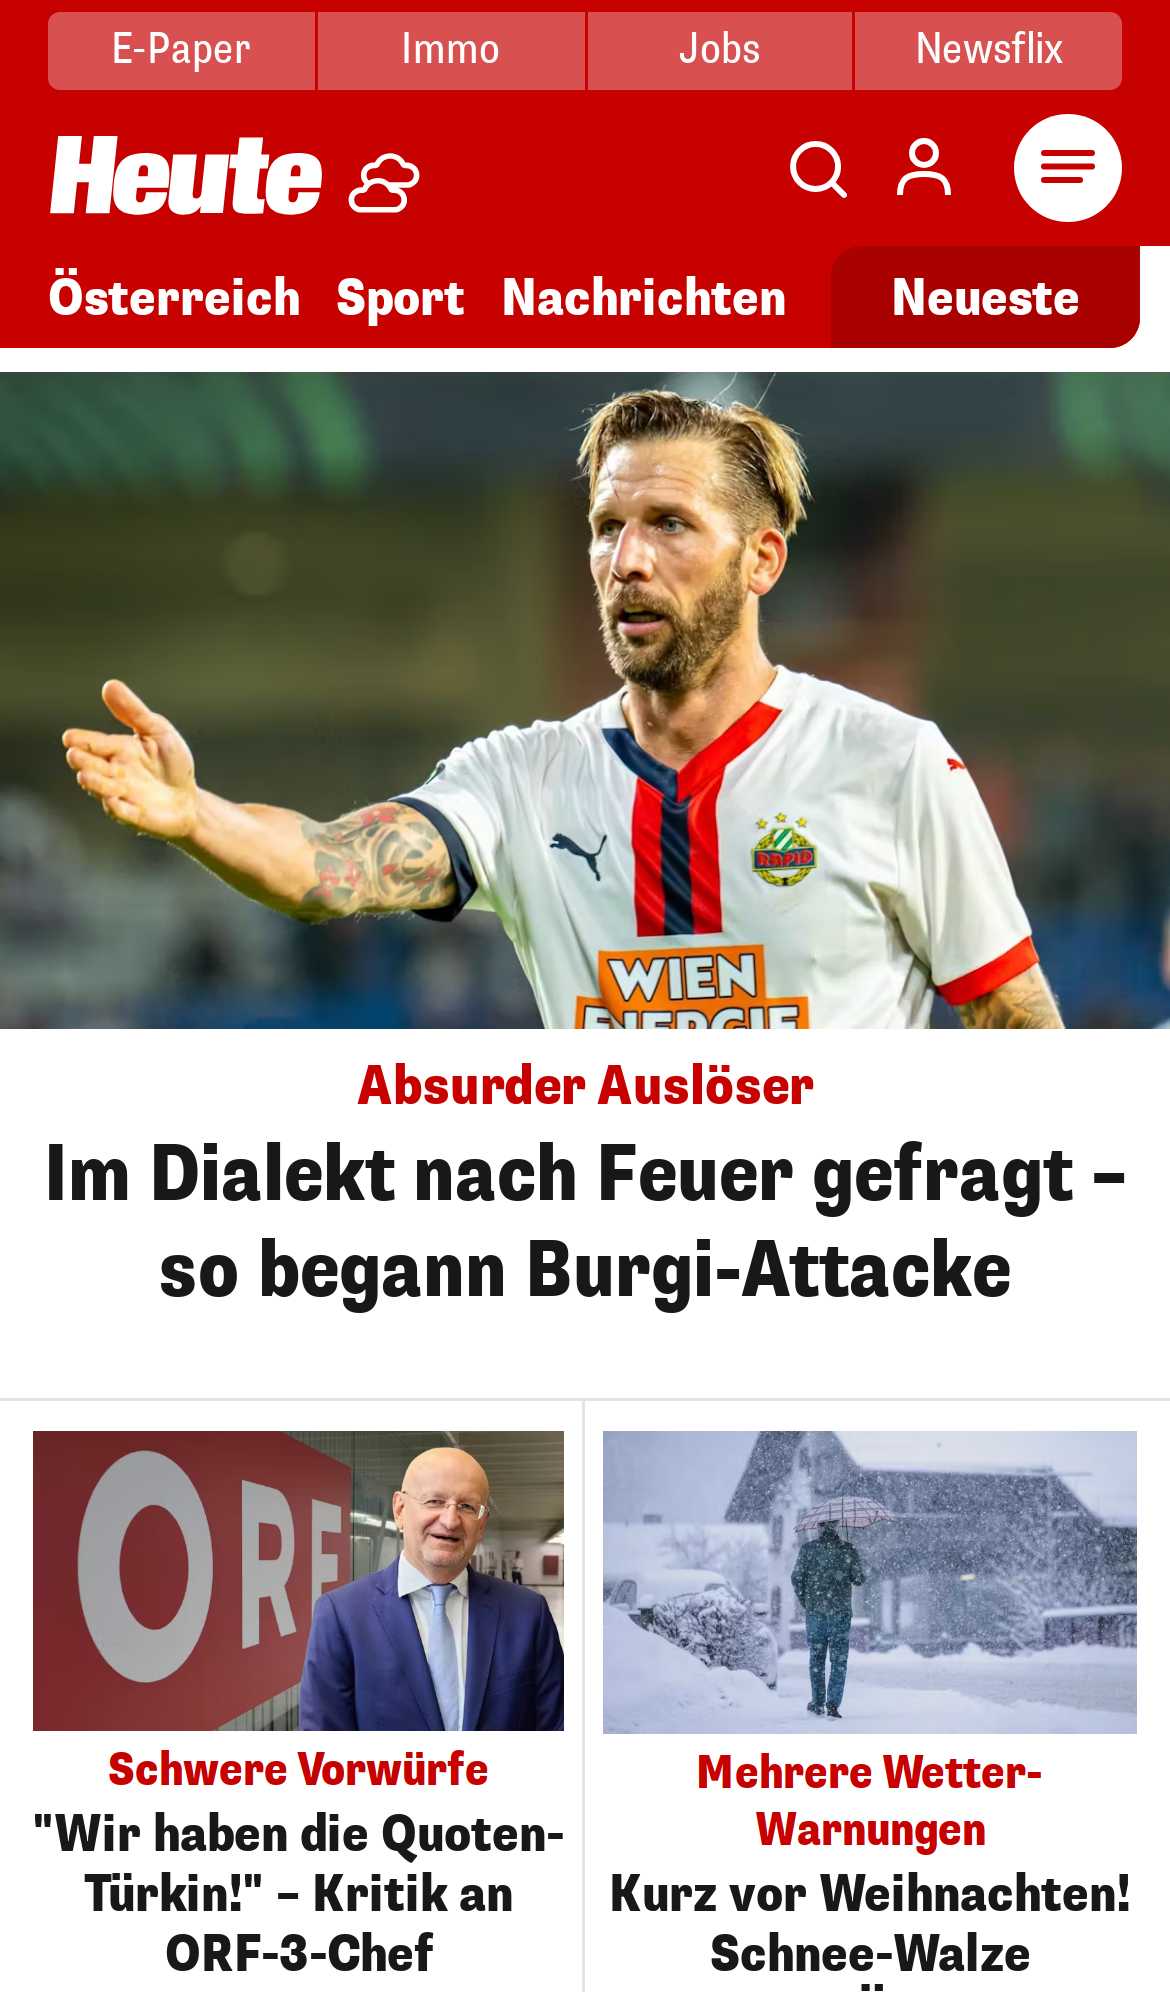 E-Paper
Immo
Jobs
Newsflix
Heute
Österreich
Sport
Nachrichten
Neueste
RAPID
WIEN
ENERGIE
Absurder Auslöser
Im Dialekt nach Feuer gefragt –
so begann Burgi-Attacke
ORF
Schwere Vorwürfe
"Wir haben die Quoten-
Türkin!" – Kritik an
ORF-3-Chef
Mehrere Wetter-
Warnungen
Kurz vor Weihnachten!
Schnee-Walze